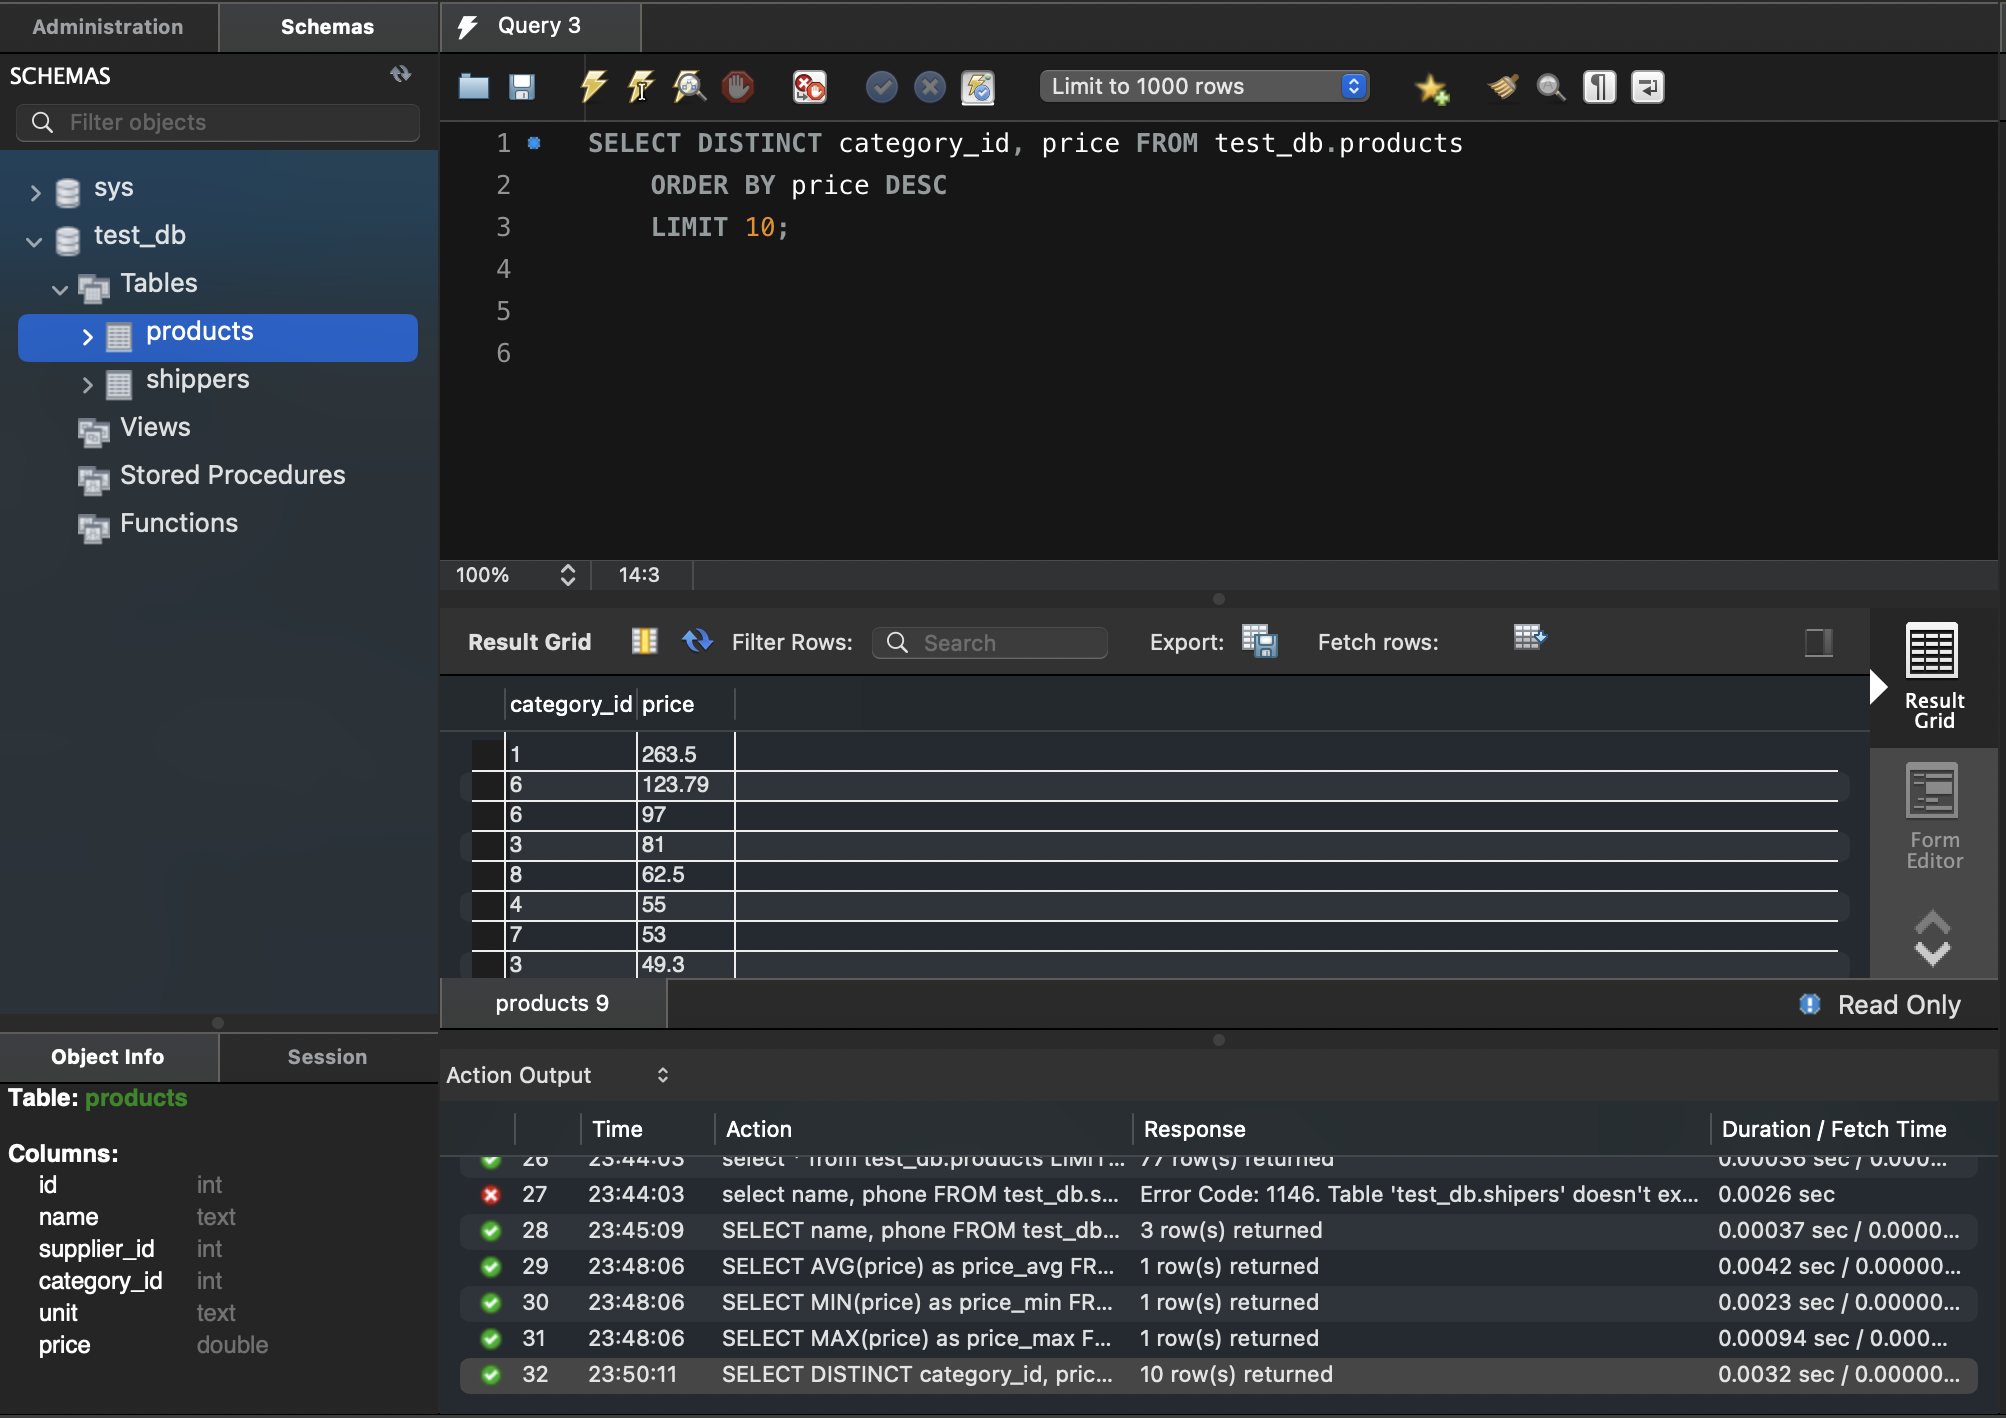 Administration
Schemas
SCHEMAS
Filter objects
sys
test_db
Tables
products
shippers
Views
Stored Procedures
Functions
Object Info
Session
Table: products
Columns:
id int
name text
supplier_id int
category_id int
unit text
price double
Query 3
Limit to 1000 rows
1 SELECT DISTINCT category_id, price FROM test_db.products
2 ORDER BY price DESC
3 LIMIT 10;
4
5
6
100% 14:3
Result Grid Filter Rows: Search Export: Fetch rows:
category_id price
1 263.5
6 123.79
6 97
3 81
8 62.5
4 55
7 53
3 49.3
Result
Grid
Form
Editor
products 9
Read Only
Action Output
Time Action Response Duration / Fetch Time
26 23:44:03 select * from test_db.products LIMIT... 77 row(s) returned 0.00036 sec / 0.000...
27 23:44:03 select name, phone FROM test_db.s... Error Code: 1146. Table 'test_db.shipers' doesn't ex... 0.0026 sec
28 23:45:09 SELECT name, phone FROM test_db... 3 row(s) returned 0.00037 sec / 0.0000...
29 23:48:06 SELECT AVG(price) as price_avg FR... 1 row(s) returned 0.0042 sec / 0.00000...
30 23:48:06 SELECT MIN(price) as price_min FR... 1 row(s) returned 0.0023 sec / 0.00000...
31 23:48:06 SELECT MAX(price) as price_max F... 1 row(s) returned 0.00094 sec / 0.000...
32 23:50:11 SELECT DISTINCT category_id, pric... 10 row(s) returned 0.0032 sec / 0.00000...